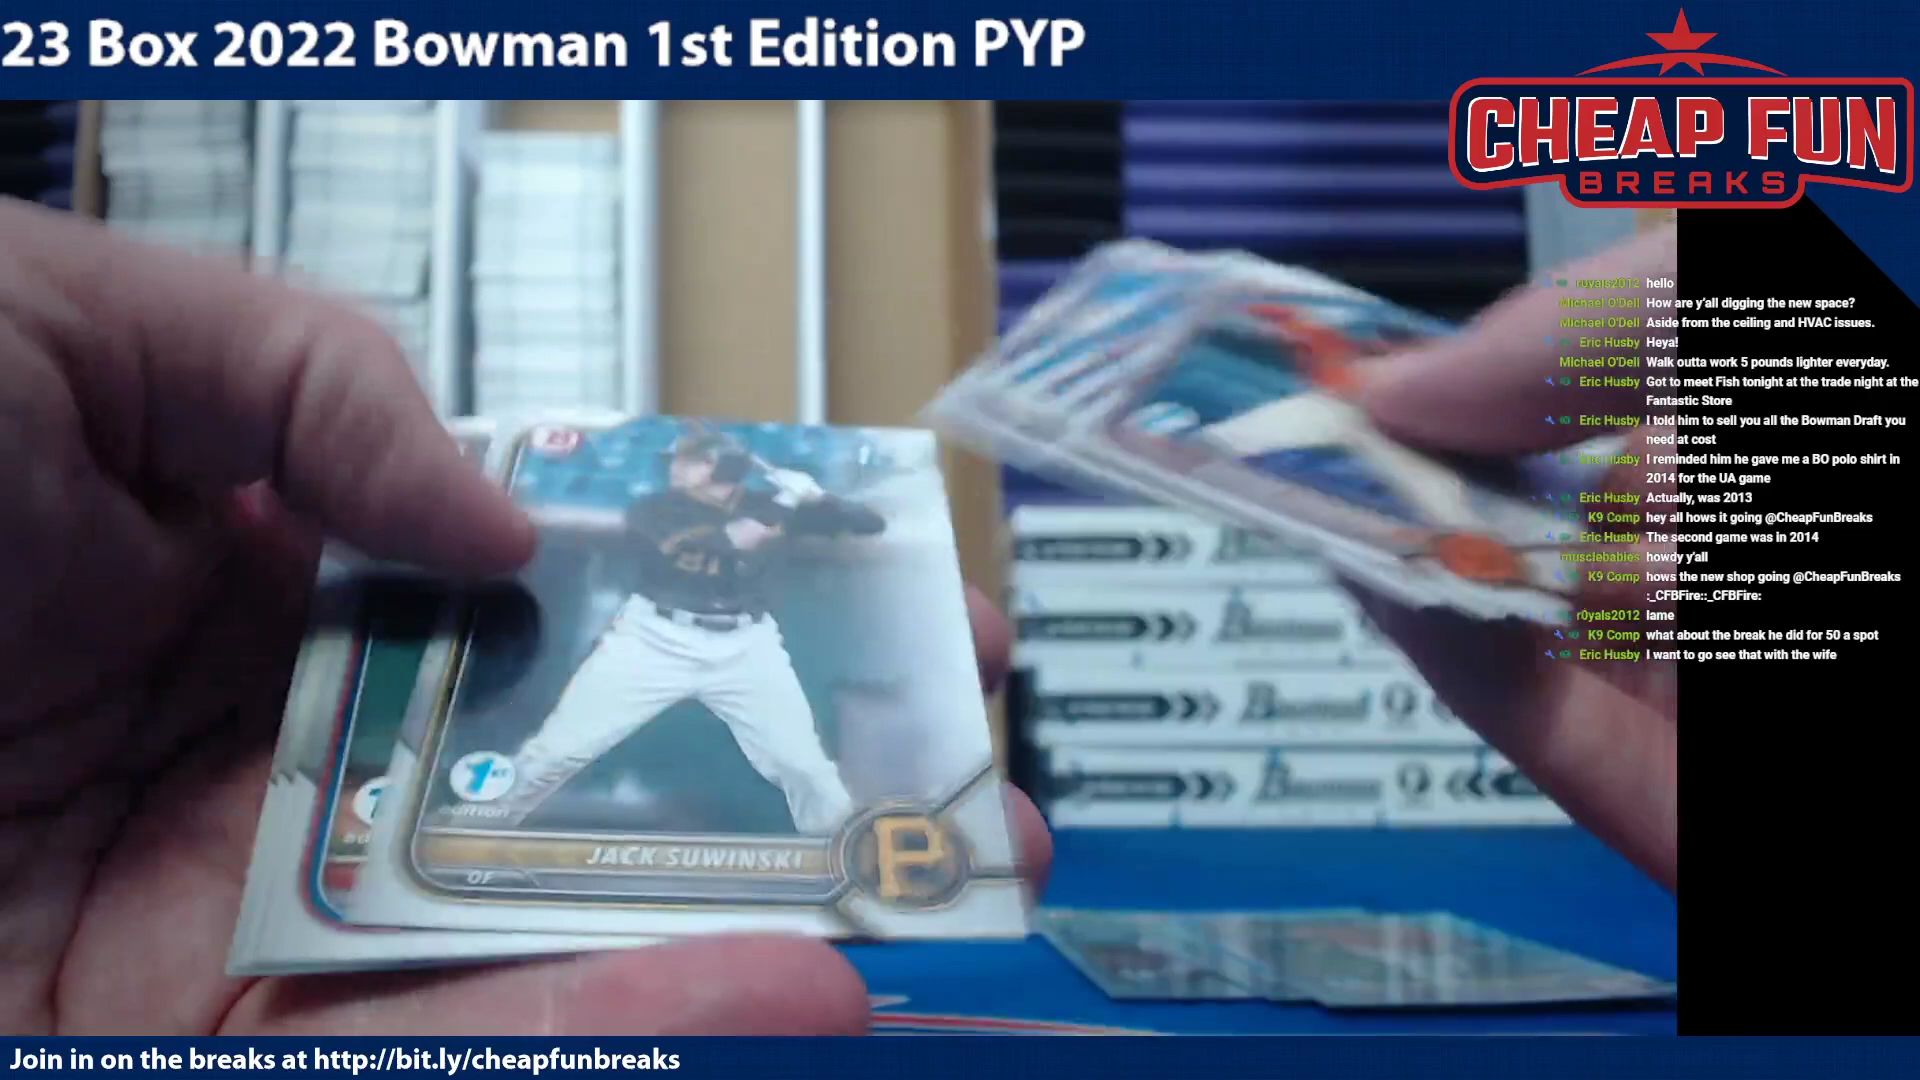 23 Box 2022 Bowman 1st Edition PYP
CHEAP FUN
BREAKS
r0yals2012 hello
Michael O'Dell How are y'all digging the new space?
Michael O'Dell Aside from the ceiling and HVAC issues.
Eric Husby Heya!
Michael O'Dell Walk outta work 5 pounds lighter everyday.
Eric Husby Got to meet Fish tonight at the trade night at the
Fantastic Store
Eric Husby I told him to sell you all the Bowman Draft you
need at cost
Eric Husby I reminded him he gave me a BO polo shirt in
2014 for the UA game
Eric Husby Actually, was 2013
K9 Comp hey all hows it going @CheapFunBreaks
Eric Husby The second game was in 2014
musclebabies howdy y'all
K9 Comp hows the new shop going @CheapFunBreaks
:_CFBFire::_CFBFire:
r0yals2012 lame
K9 Comp what about the break he did for 50 a spot
Eric Husby I want to go see that with the wife
21
1st
edition
JACK SUWINSKI
OF
P
Bowman
Join in on the breaks at http://bit.ly/cheapfunbreaks